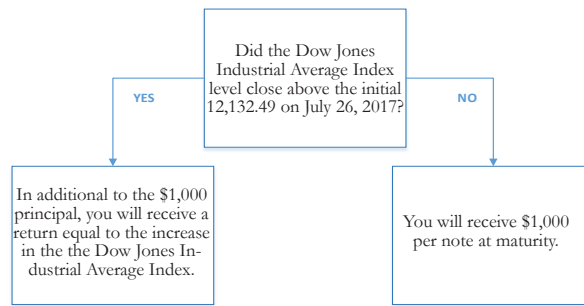 Did the Dow Jones
Industrial Average Index
level close above the initial
12,132.49 on July 26, 2017?
YES
NO
In additional to the $1,000
principal, you will receive a
return equal to the increase
in the the Dow Jones In-
dustrial Average Index.
You will receive $1,000
per note at maturity.